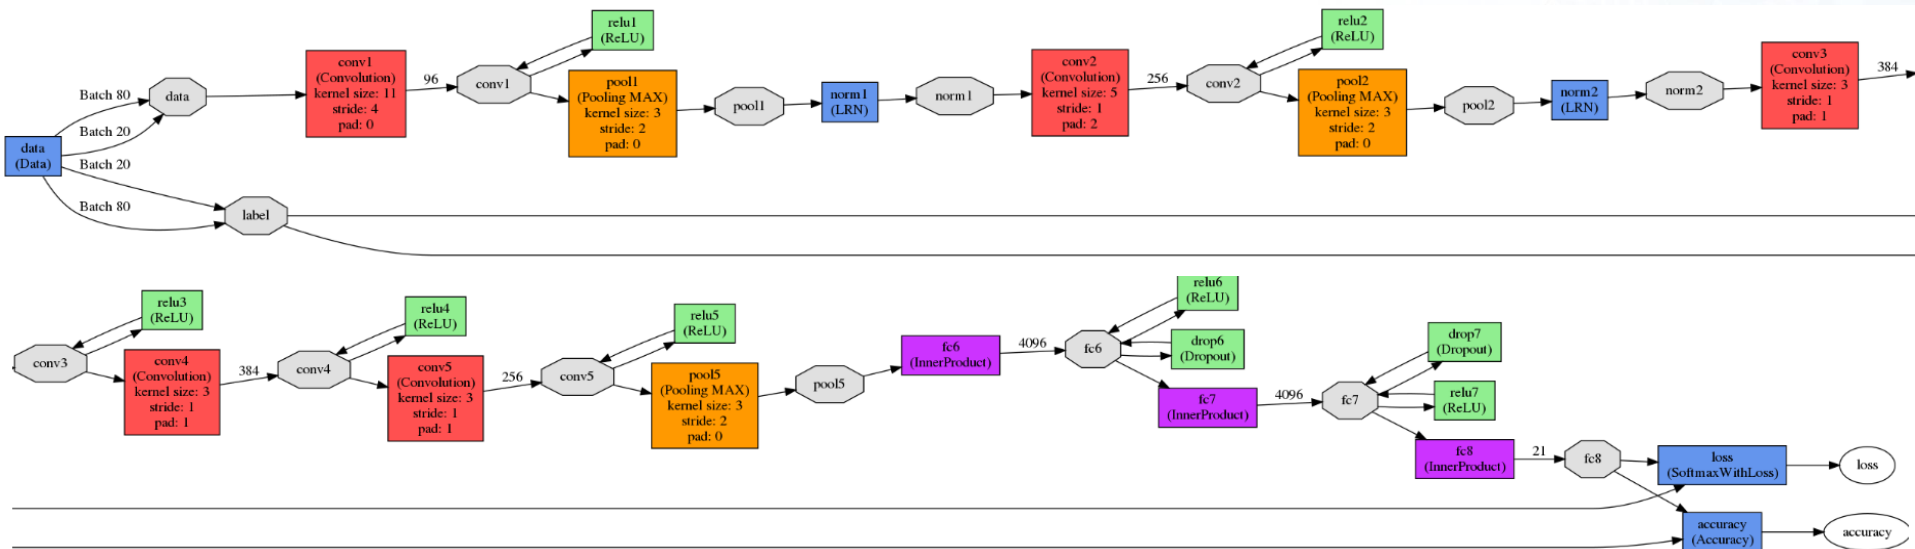 relu1
(ReLU)
relu2
(ReLU)
conv1
(Convolution)
kernel size: 11
stride: 4
pad: 0
96
conv1
pool1
(Pooling MAX)
kernel size: 3
stride: 2
pad: 0
pool1
norm1
(LRN)
norm1
conv2
(Convolution)
kernel size: 5
stride: 1
pad: 2
256
conv2
pool2
(Pooling MAX)
kernel size: 3
stride: 2
pad: 0
pool2
norm2
(LRN)
norm2
conv3
(Convolution)
kernel size: 3
stride: 1
pad: 1
384
Batch 80
data
Batch 20
data
(Data)
Batch 20
Batch 80
label
relu3
(ReLU)
conv3
conv4
(Convolution)
kernel size: 3
stride: 1
pad: 1
384
relu4
(ReLU)
conv4
conv5
(Convolution)
kernel size: 3
stride: 1
pad: 1
256
relu5
(ReLU)
conv5
pool5
(Pooling MAX)
kernel size: 3
stride: 2
pad: 0
pool5
fc6
(InnerProduct)
4096
relu6
(ReLU)
fc6
drop6
(Dropout)
fc7
(InnerProduct)
4096
drop7
(Dropout)
fc7
relu7
(ReLU)
fc8
(InnerProduct)
21
fc8
loss
(SoftmaxWithLoss)
loss
accuracy
(Accuracy)
accuracy